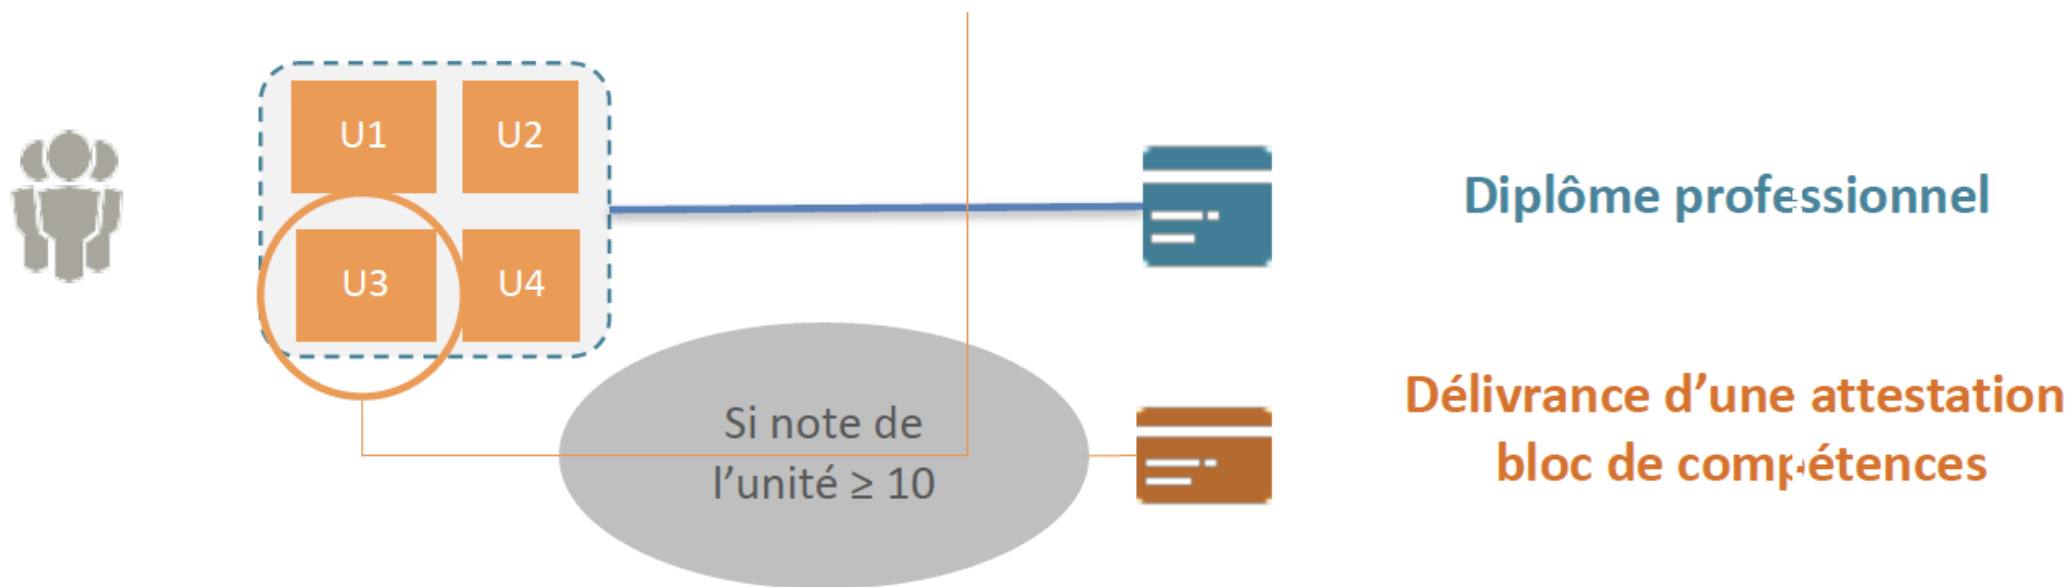 U1
U2
U3
U4
Diplôme professionnel
Si note de
l'unité ≥ 10
Délivrance d'une attestation
bloc de compétences